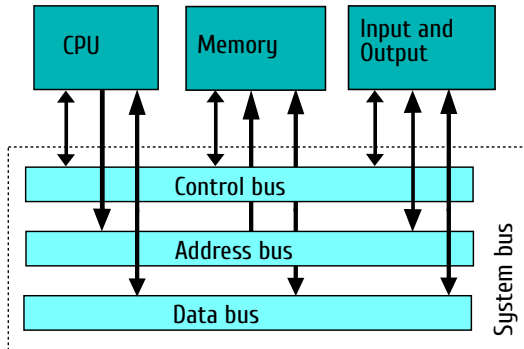 CPU
Memory
Input and
Output
Control bus
Address bus
Data bus
System bus